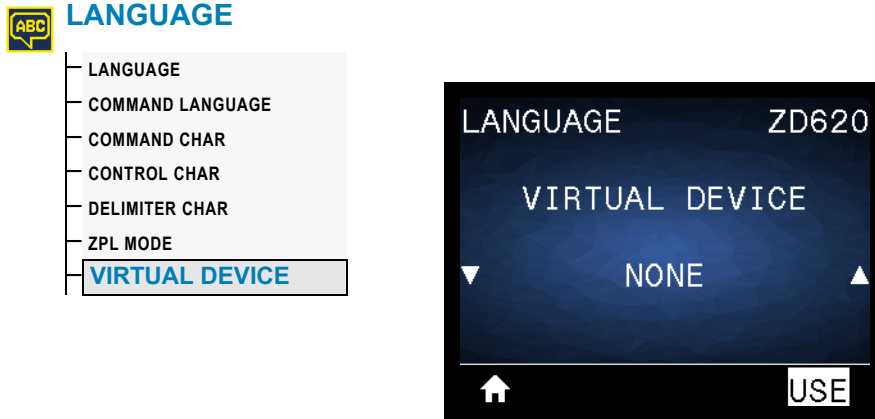 ABC
LANGUAGE
LANGUAGE
COMMAND LANGUAGE
COMMAND CHAR
CONTROL CHAR
DELIMITER CHAR
ZPL MODE
VIRTUAL DEVICE
LANGUAGE ZD620
VIRTUAL DEVICE
NONE
USE